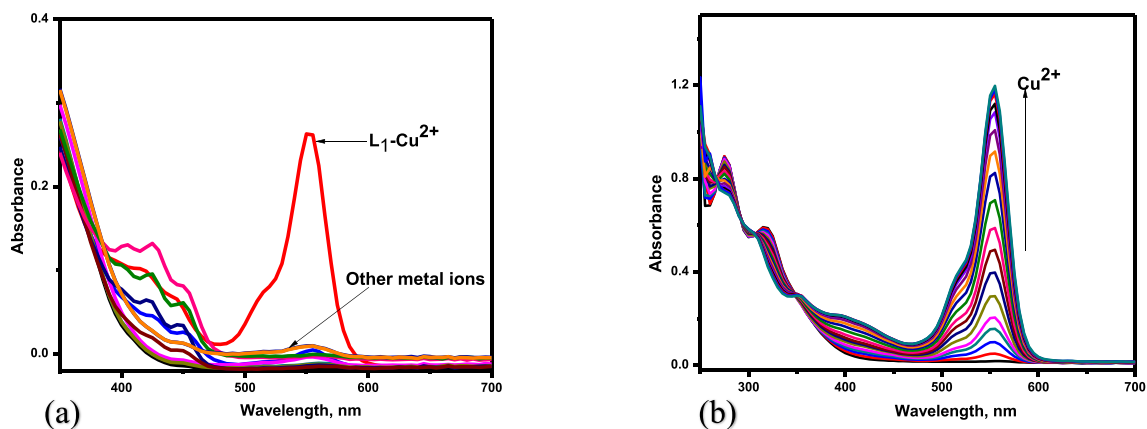 0.4
0.2
0.0
Absorbance
L₁-Cu²⁺
Other metal ions
400 500 600 700
Wavelength, nm
(a)
1.2
0.8
0.4
0.0
Absorbance
Cu²⁺
300 400 500 600 700
Wavelength, nm
(b)